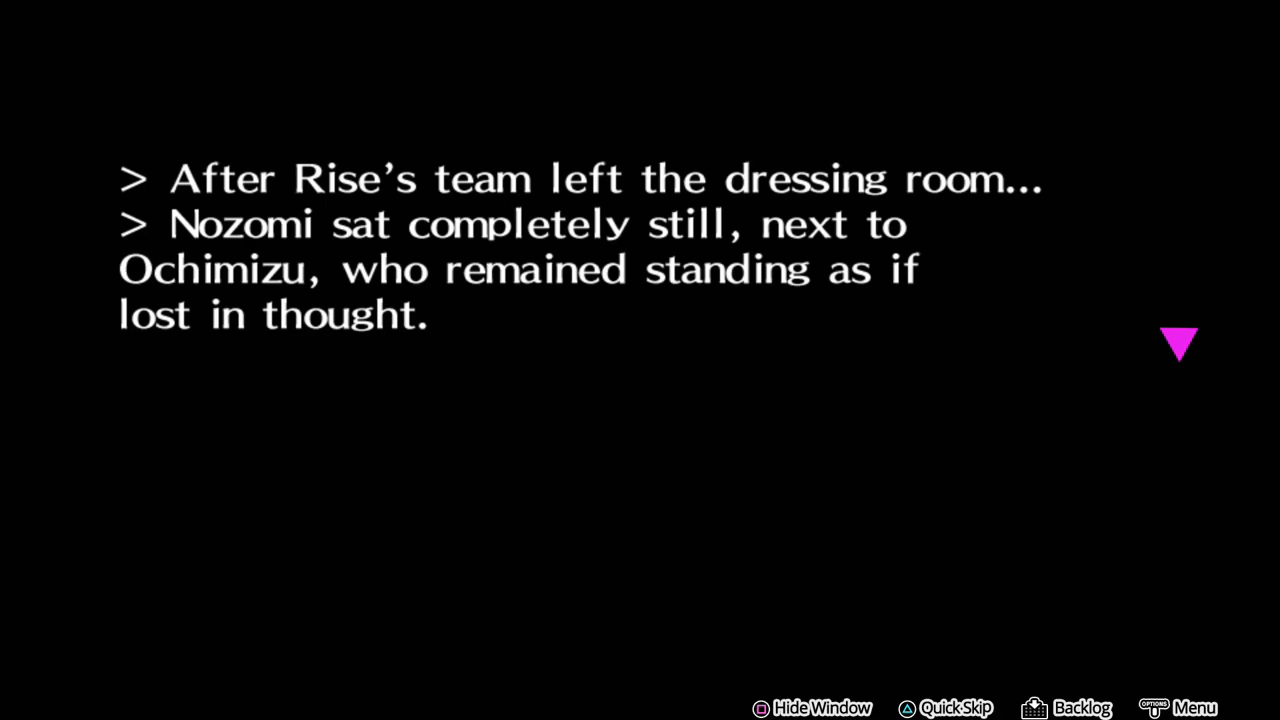 > After Rise's team left the dressing room...
> Nozomi sat completely still, next to
Ochimizu, who remained standing as if
lost in thought.
Hide Window Quick Skip Backlog OPTIONS Menu